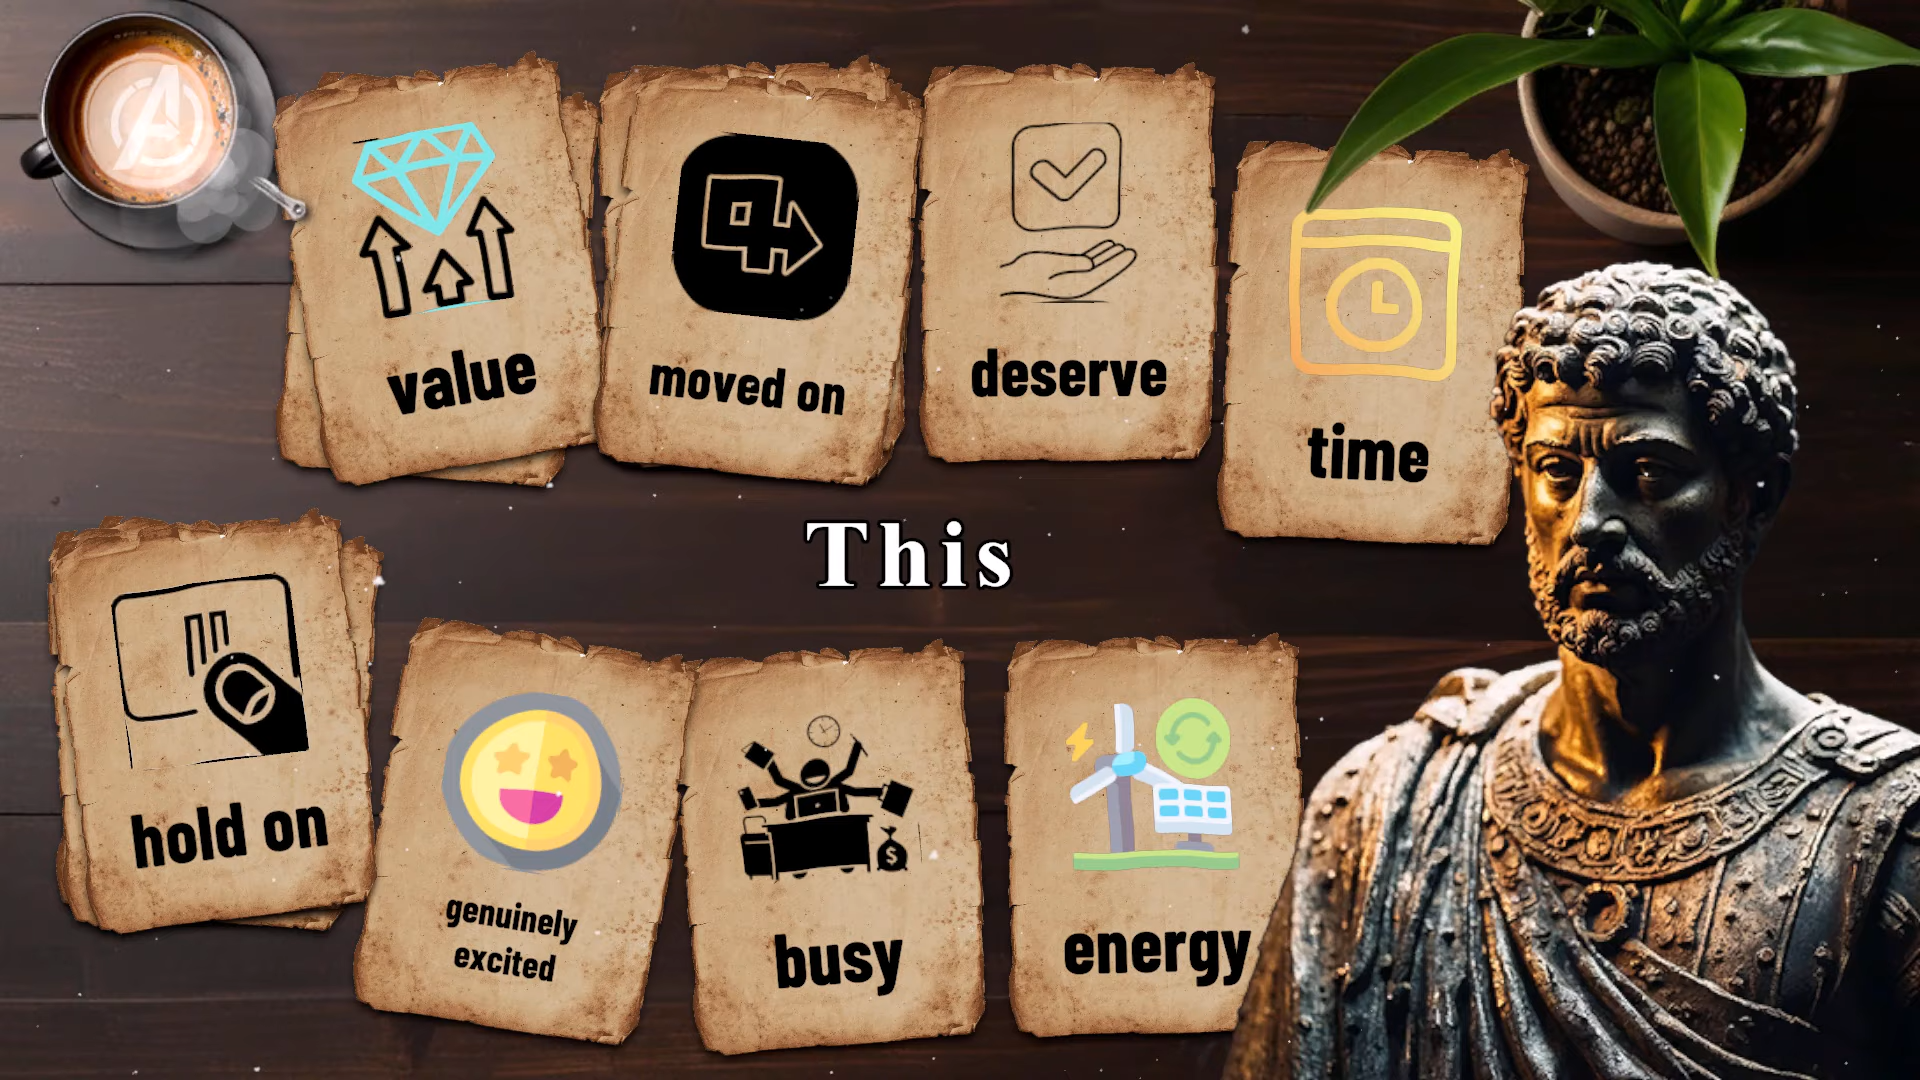 value
moved on
deserve
time
This
hold on
genuinely
excited
busy
energy